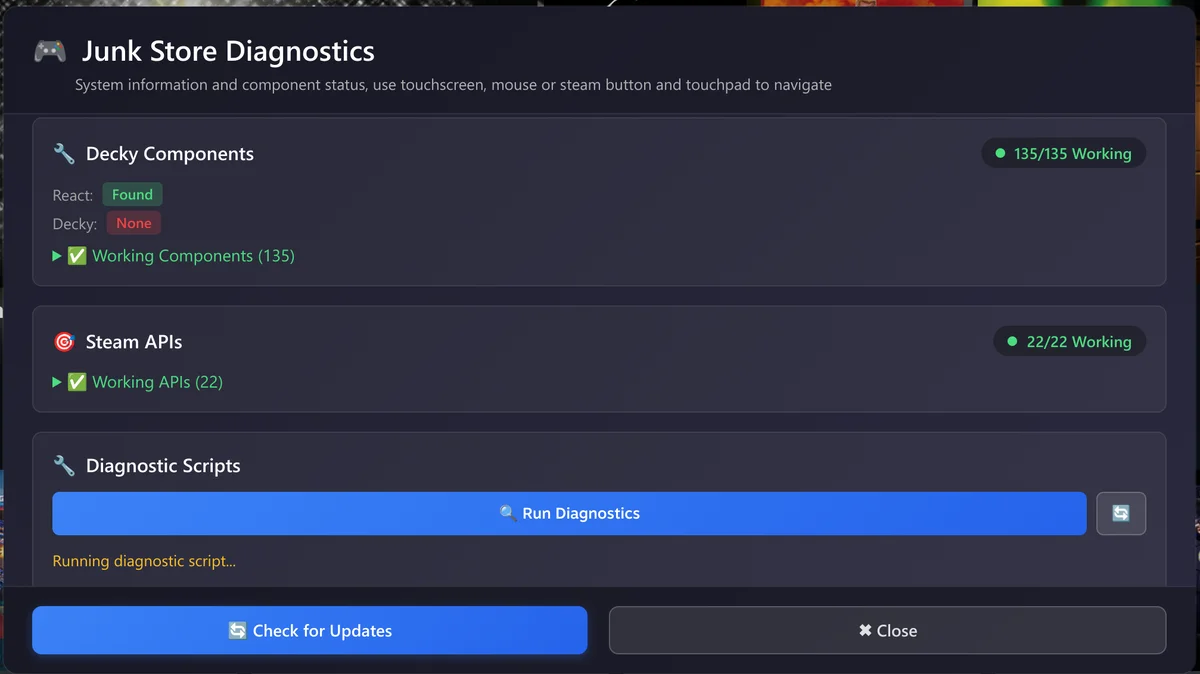 Junk Store Diagnostics
System information and component status, use touchscreen, mouse or steam button and touchpad to navigate
Decky Components
135/135 Working
React: Found
Decky: None
Working Components (135)
Steam APIs
22/22 Working
Working APIs (22)
Diagnostic Scripts
Run Diagnostics
Running diagnostic script...
Check for Updates
Close